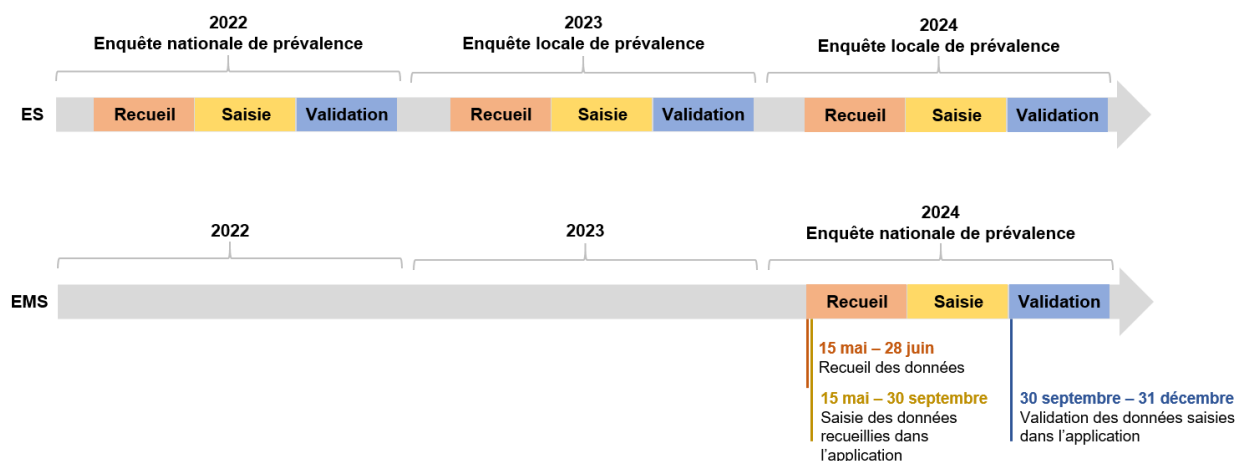 2022
Enquête nationale de prévalence
2023
Enquête locale de prévalence
2024
Enquête locale de prévalence
ES
Recueil
Saisie
Validation
Recueil
Saisie
Validation
Recueil
Saisie
Validation
2022
2023
2024
Enquête nationale de prévalence
EMS
Recueil
Saisie
Validation
15 mai – 28 juin
Recueil des données
15 mai – 30 septembre
Saisie des données
recueillies dans
l'application
30 septembre – 31 décembre
Validation des données saisies
dans l'application